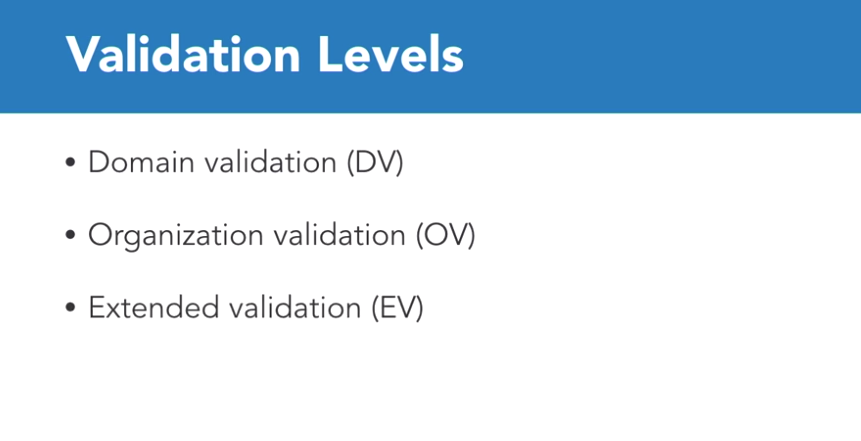 Validation Levels
• Domain validation (DV)
• Organization validation (OV)
• Extended validation (EV)